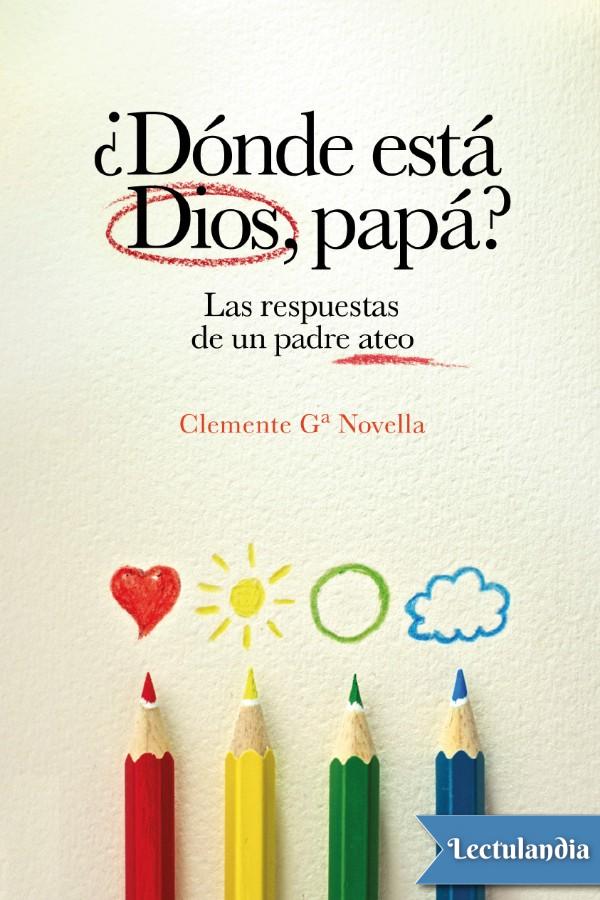 ¿Dónde está
Dios, papá?
Las respuestas
de un padre ateo
Clemente Gª Novella
Lectulandia